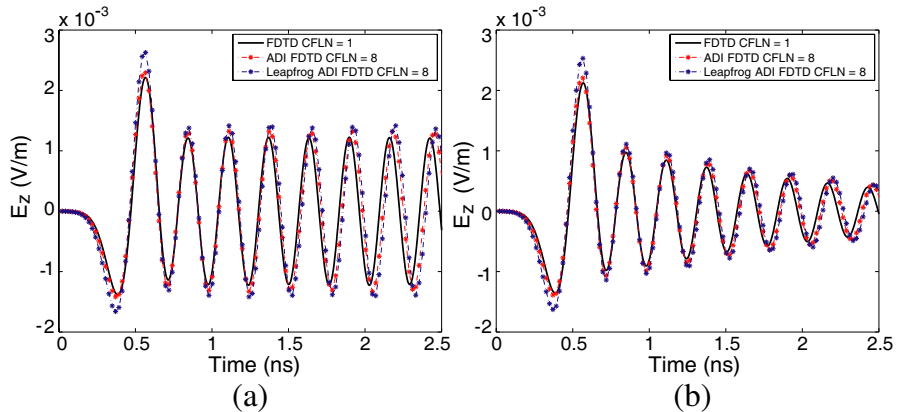 x 10⁻³
3
2
1
0
-1
-2
E_z (V/m)
FDTD CFLN = 1
ADI FDTD CFLN = 8
Leapfrog ADI FDTD CFLN = 8
0 0.5 1 1.5 2 2.5
Time (ns)
(a)
x 10⁻³
3
2
1
0
-1
-2
E_z (V/m)
FDTD CFLN = 1
ADI FDTD CFLN = 8
Leapfrog ADI FDTD CFLN = 8
0 0.5 1 1.5 2 2.5
Time (ns)
(b)